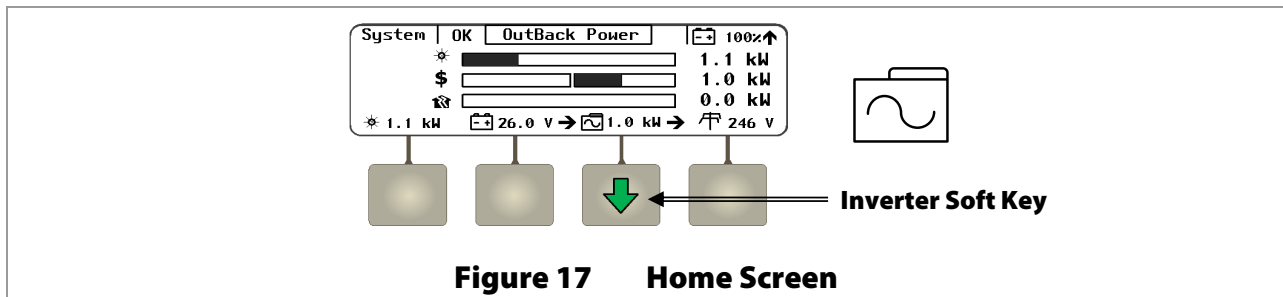 System OK OutBack Power 100%
1.1 kW
$ 1.0 kW
0.0 kW
1.1 kW 26.0 V 1.0 kW 246 V
Inverter Soft Key
Figure 17 Home Screen